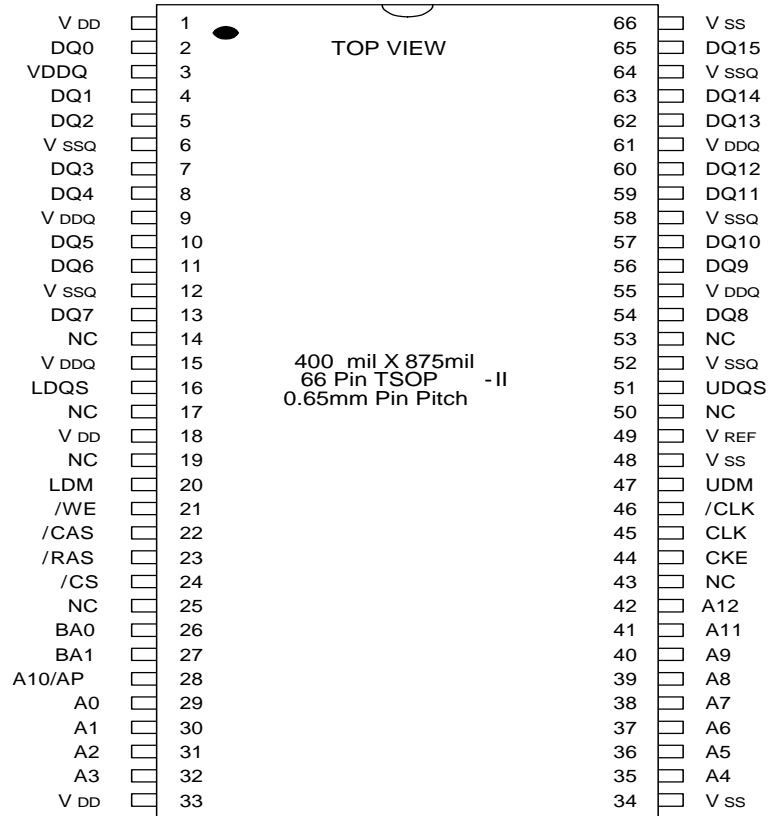 V DD 1 66 V SS
DQ0 2 TOP VIEW 65 DQ15
VDDQ 3 64 V SSQ
DQ1 4 63 DQ14
DQ2 5 62 DQ13
V SSQ 6 61 V DDQ
DQ3 7 60 DQ12
DQ4 8 59 DQ11
V DDQ 9 58 V SSQ
DQ5 10 57 DQ10
DQ6 11 56 DQ9
V SSQ 12 55 V DDQ
DQ7 13 54 DQ8
NC 14 53 NC
V DDQ 15 400 mil X 875mil 52 V SSQ
LDQS 16 66 Pin TSOP -II 51 UDQS
NC 17 0.65mm Pin Pitch 50 NC
V DD 18 49 V REF
NC 19 48 V SS
LDM 20 47 UDM
/WE 21 46 /CLK
/CAS 22 45 CLK
/RAS 23 44 CKE
/CS 24 43 NC
NC 25 42 A12
BA0 26 41 A11
BA1 27 40 A9
A10/AP 28 39 A8
A0 29 38 A7
A1 30 37 A6
A2 31 36 A5
A3 32 35 A4
V DD 33 34 V SS